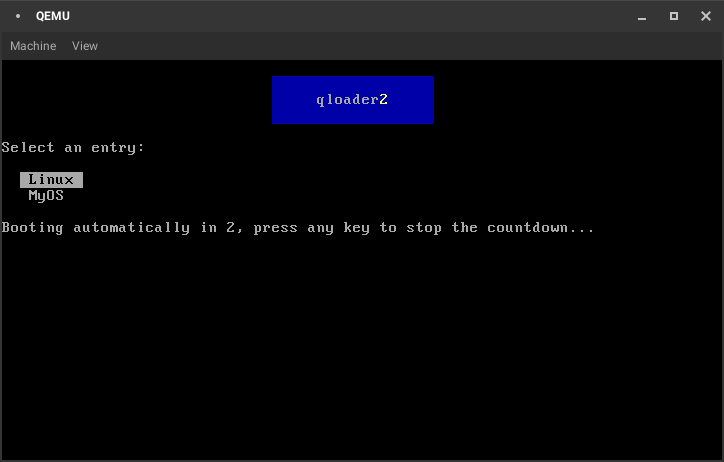 QEMU
Machine View
qloader2
Select an entry:
Linux
MyOS
Booting automatically in 2, press any key to stop the countdown...